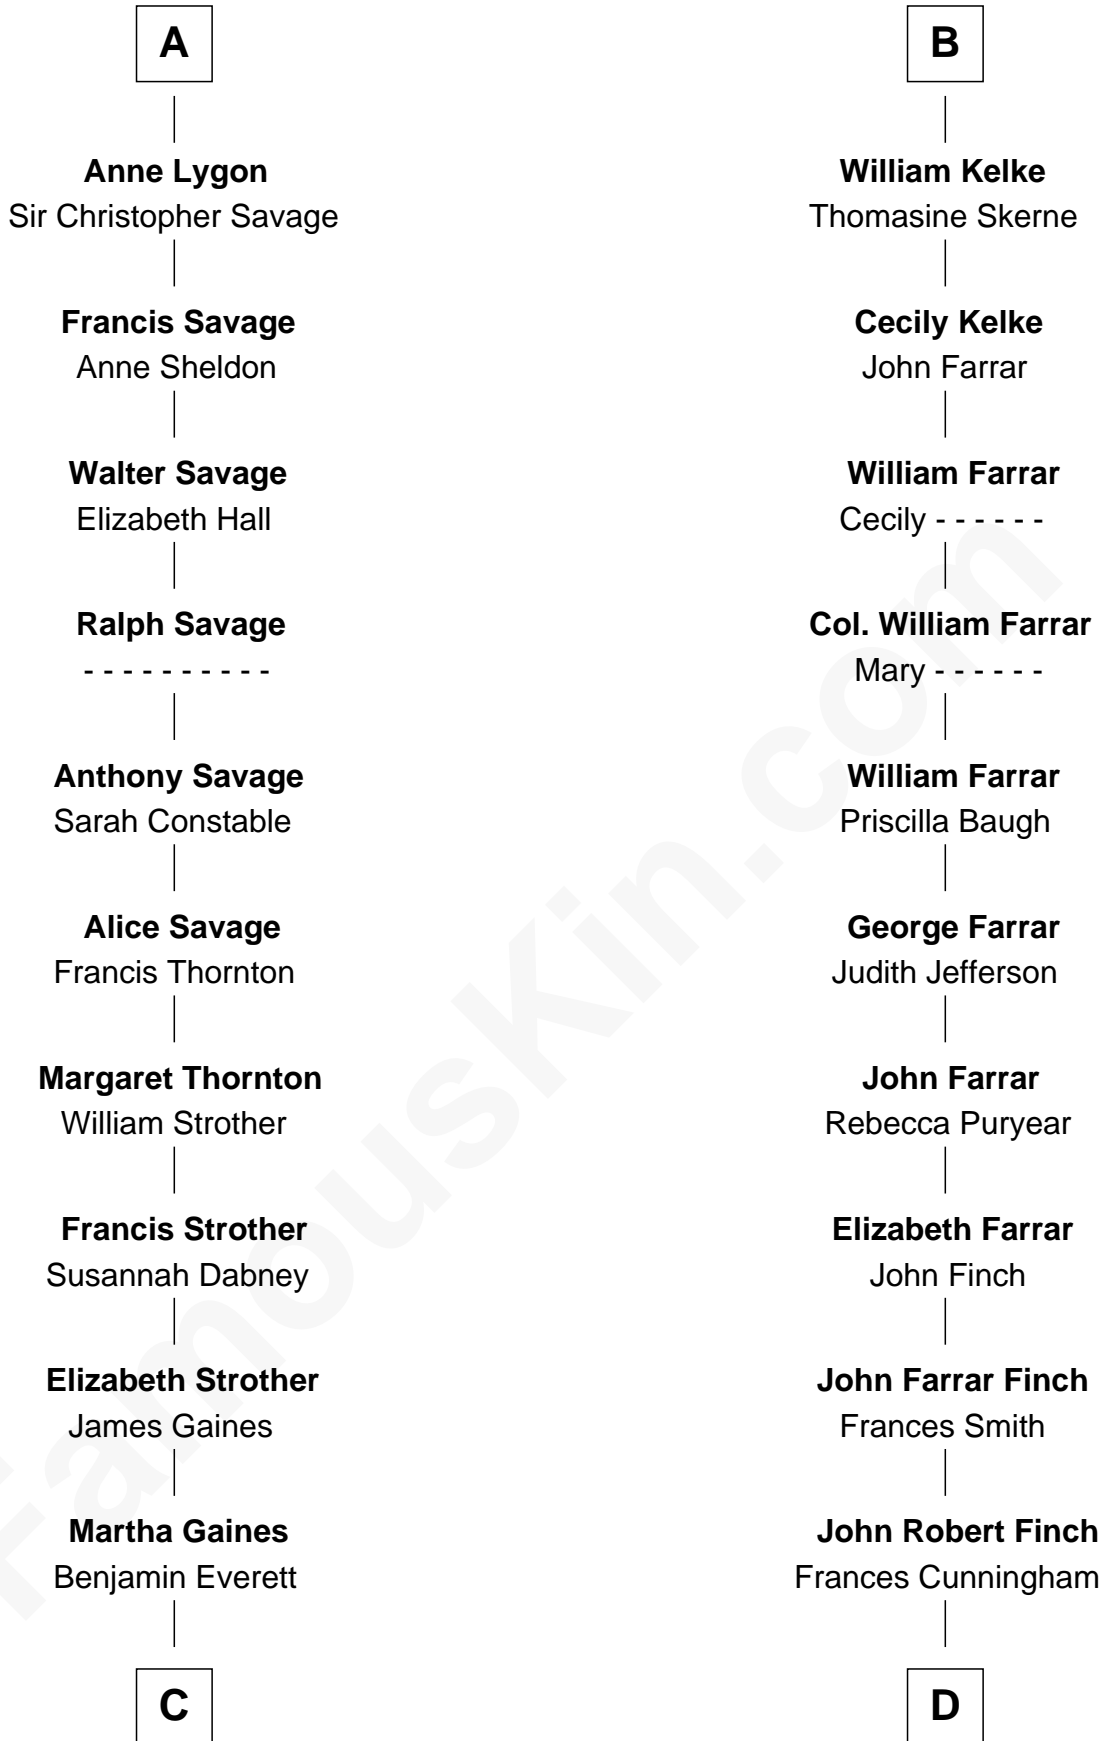 A
Anne Lygon
Sir Christopher Savage
Francis Savage
Anne Sheldon
Walter Savage
Elizabeth Hall
Ralph Savage
- - - - - - - - - -
Anthony Savage
Sarah Constable
Alice Savage
Francis Thornton
Margaret Thornton
William Strother
Francis Strother
Susannah Dabney
Elizabeth Strother
James Gaines
Martha Gaines
Benjamin Everett
C
B
William Kelke
Thomasine Skerne
Cecily Kelke
John Farrar
William Farrar
Cecily - - - - - -
Col. William Farrar
Mary - - - - - -
William Farrar
Priscilla Baugh
George Farrar
Judith Jefferson
John Farrar
Rebecca Puryear
Elizabeth Farrar
John Finch
John Farrar Finch
Frances Smith
John Robert Finch
Frances Cunningham
D
FamousKin.com